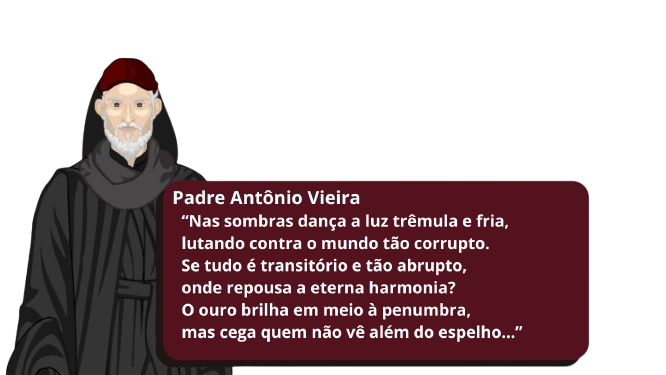 Padre Antônio Vieira
“Nas sombras dança a luz trêmula e fria,
lutando contra o mundo tão corrupto.
Se tudo é transitório e tão abrupto,
onde repousa a eterna harmonia?
O ouro brilha em meio à penumbra,
mas cega quem não vê além do espelho...”